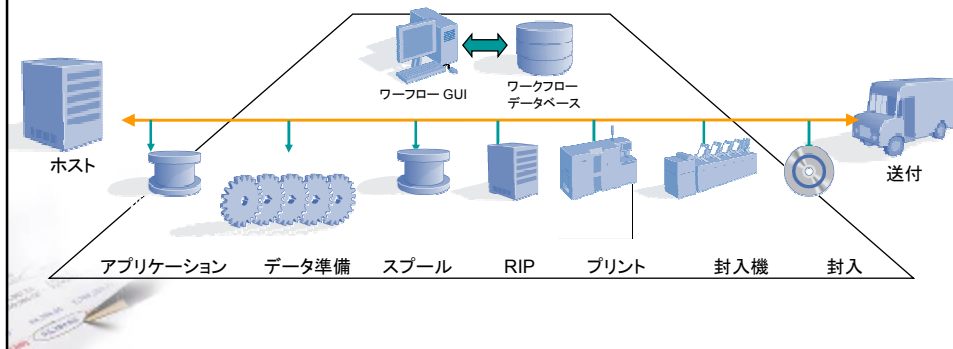 ワーフロー GUI
ワークフロー
データベース
ホスト
送付
アプリケーション
データ準備
スプール
RIP
プリント
封入機
封入